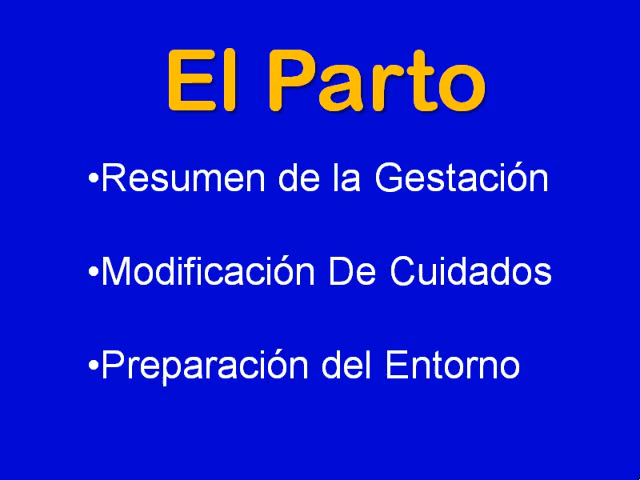 El Parto
•Resumen de la Gestación
•Modificación De Cuidados
•Preparación del Entorno